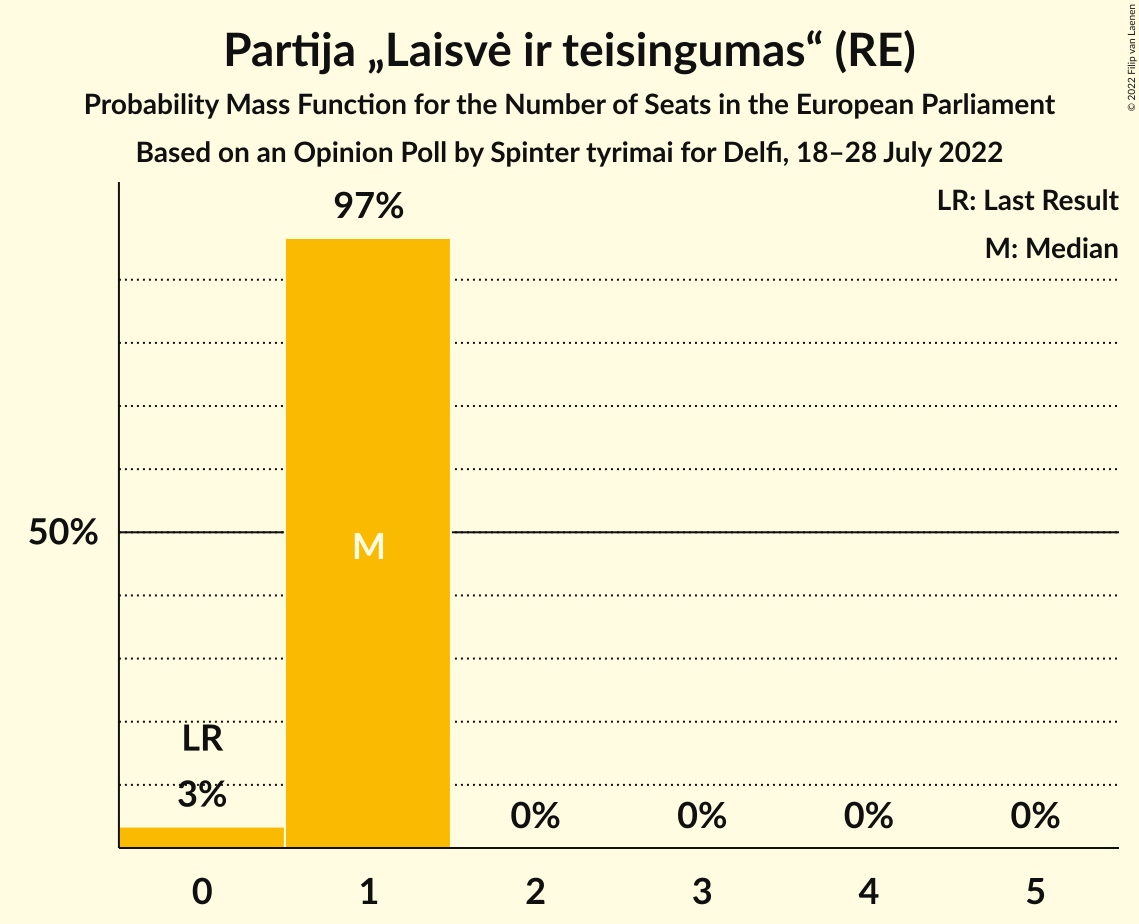 Partija „Laisvė ir teisingumas“ (RE)
Probability Mass Function for the Number of Seats in the European Parliament
Based on an Opinion Poll by Spinter tyrimai for Delfi, 18–28 July 2022
© 2022 Filip van Laenen
LR: Last Result
M: Median
97%
50%
M
LR
3%
0% 0% 0% 0%
0 1 2 3 4 5